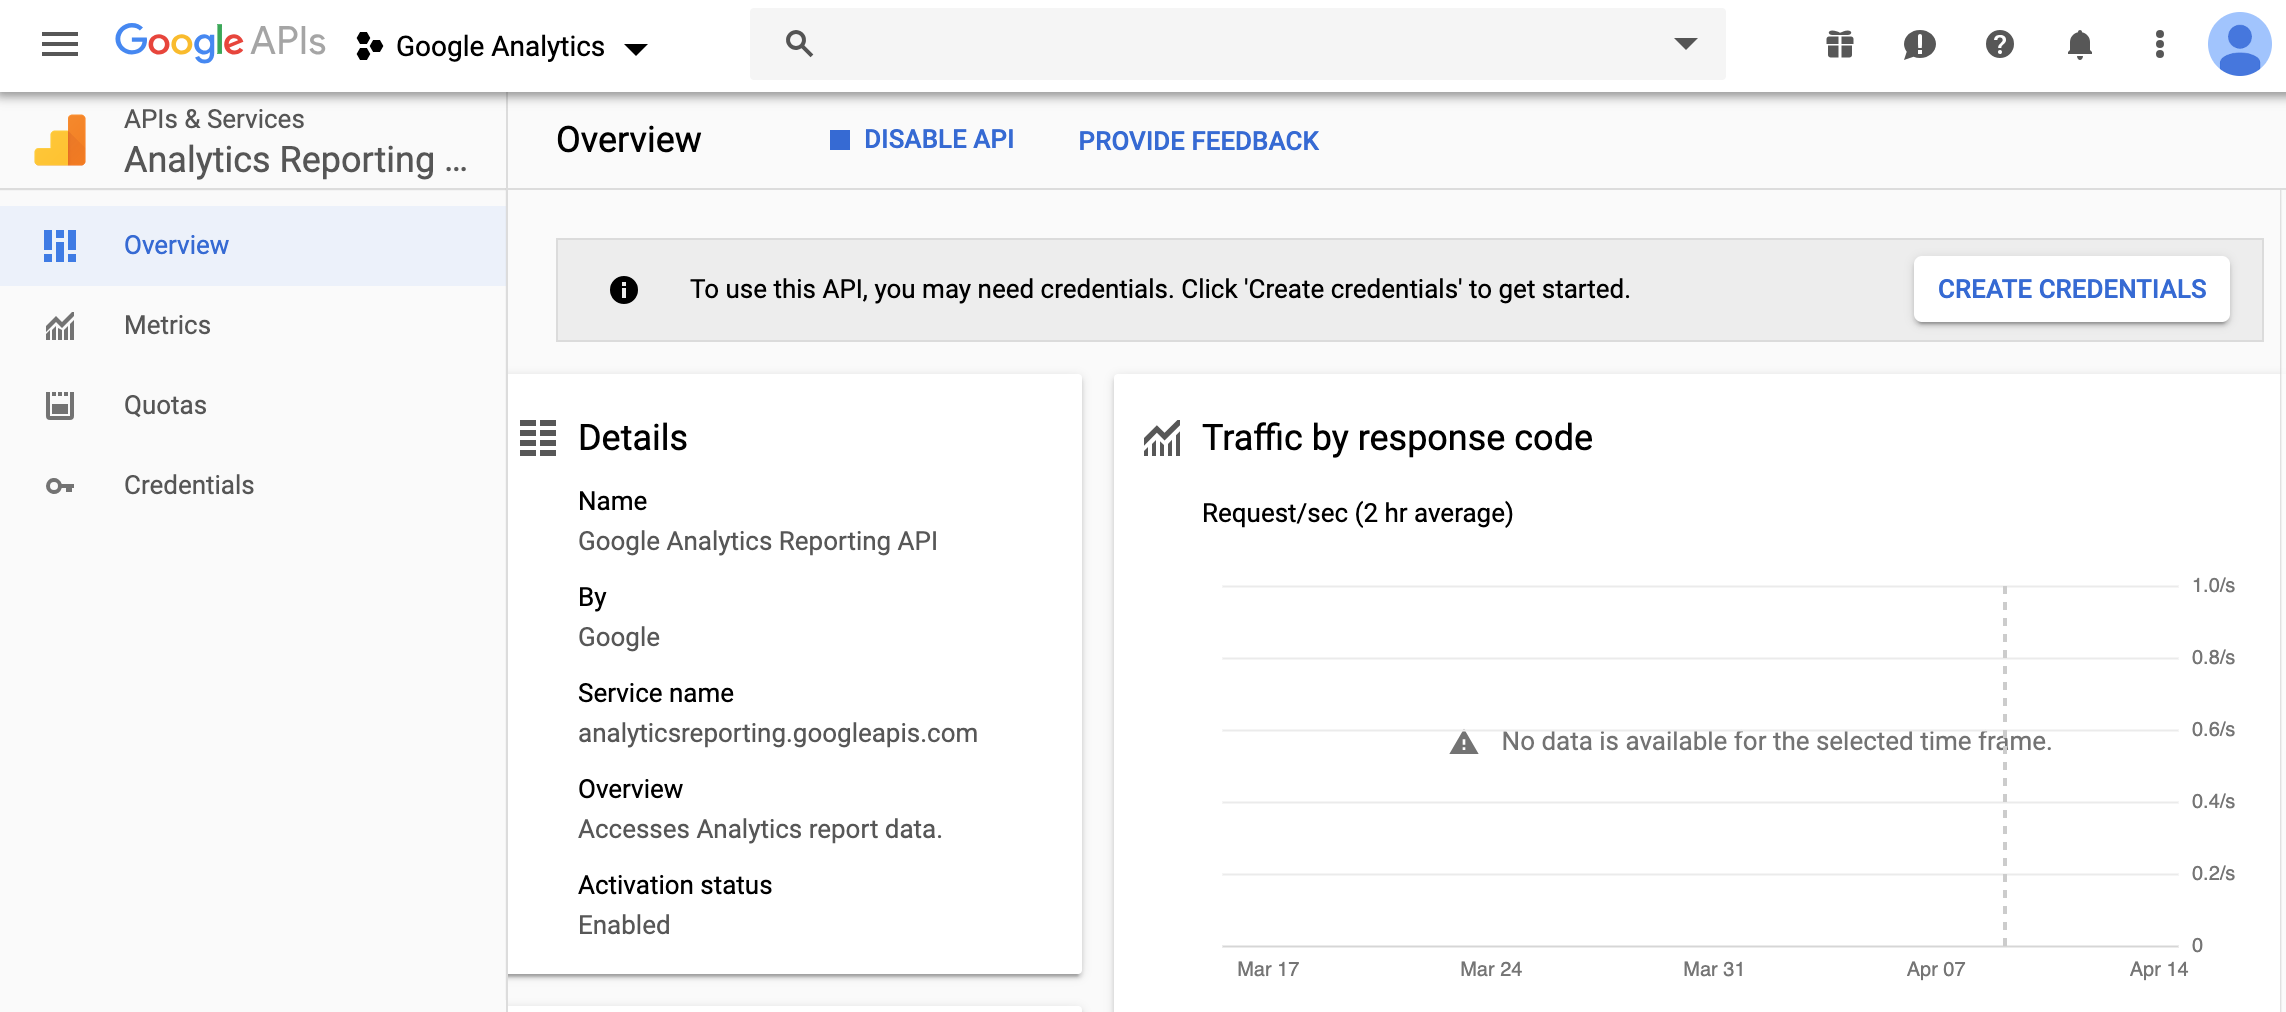 Google APIs
Google Analytics
APIs & Services
Analytics Reporting ...
Overview
DISABLE API
PROVIDE FEEDBACK
Overview
Metrics
Quotas
Credentials
To use this API, you may need credentials. Click 'Create credentials' to get started.
CREATE CREDENTIALS
Details
Name
Google Analytics Reporting API
By
Google
Service name
analyticsreporting.googleapis.com
Overview
Accesses Analytics report data.
Activation status
Enabled
Traffic by response code
Request/sec (2 hr average)
1.0/s
0.8/s
0.6/s
No data is available for the selected time frame.
0.4/s
0.2/s
0
Mar 17
Mar 24
Mar 31
Apr 07
Apr 14